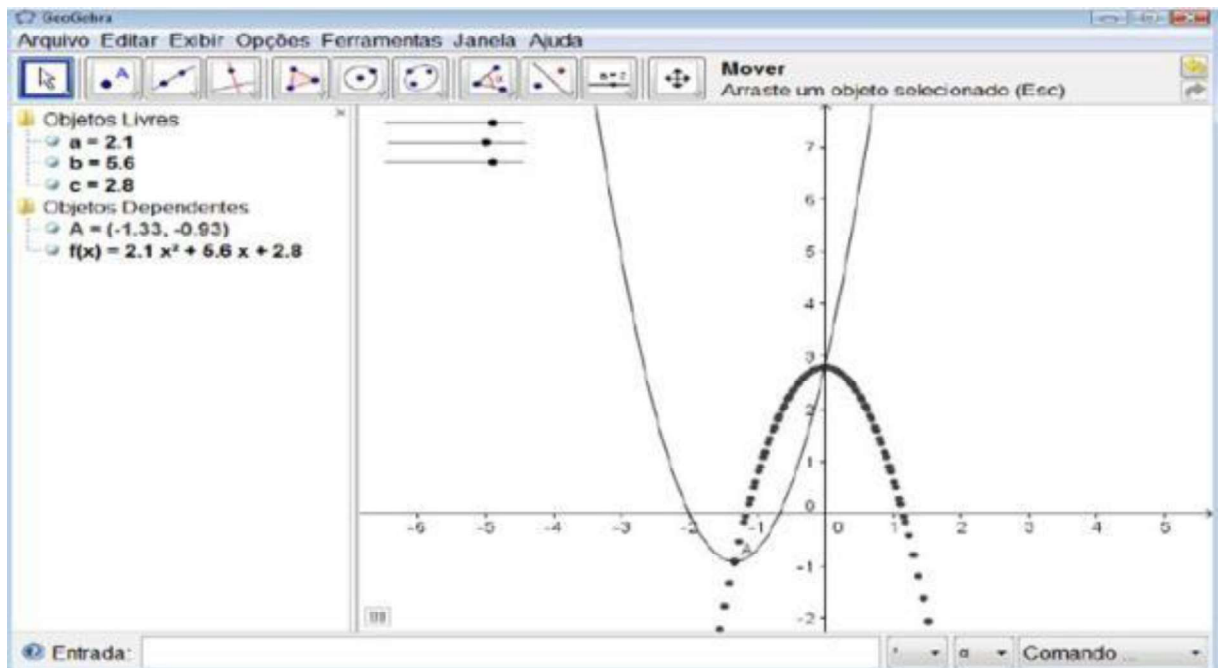 GeoGebra
Arquivo Editar Exibir Opções Ferramentas Janela Ajuda
A
a=2
Mover
Arraste um objeto selecionado (Esc)
Objetos Livres
a = 2.1
b = 5.6
c = 2.8
Objetos Dependentes
A = (-1.33, -0.93)
f(x) = 2.1 x² + 5.6 x + 2.8
7
6
5
4
3
2
1
0
-6 -5 -4 -3 -2 -1 0 1 2 3 4 5
A
-1
-2
Entrada:
α
Comando ...